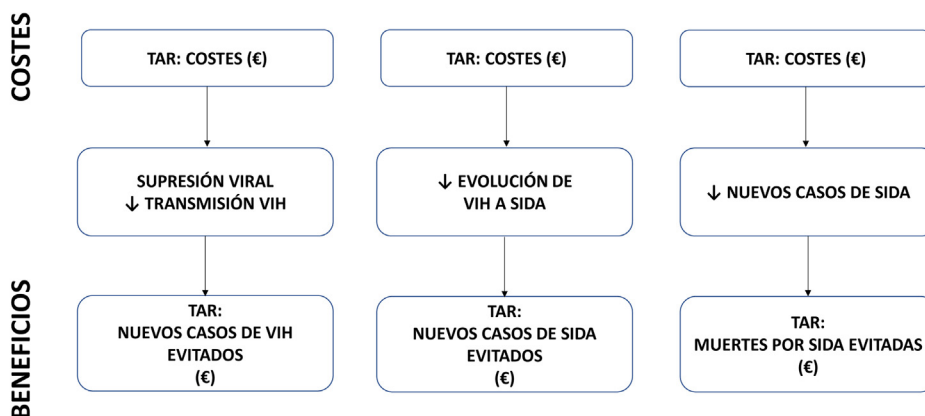 COSTES
TAR: COSTES (€)
TAR: COSTES (€)
TAR: COSTES (€)
SUPRESIÓN VIRAL
↓ TRANSMISIÓN VIH
↓ EVOLUCIÓN DE
VIH A SIDA
↓ NUEVOS CASOS DE SIDA
BENEFICIOS
TAR:
NUEVOS CASOS DE VIH
EVITADOS
(€)
TAR:
NUEVOS CASOS DE SIDA
EVITADOS
(€)
TAR:
MUERTES POR SIDA EVITADAS
(€)